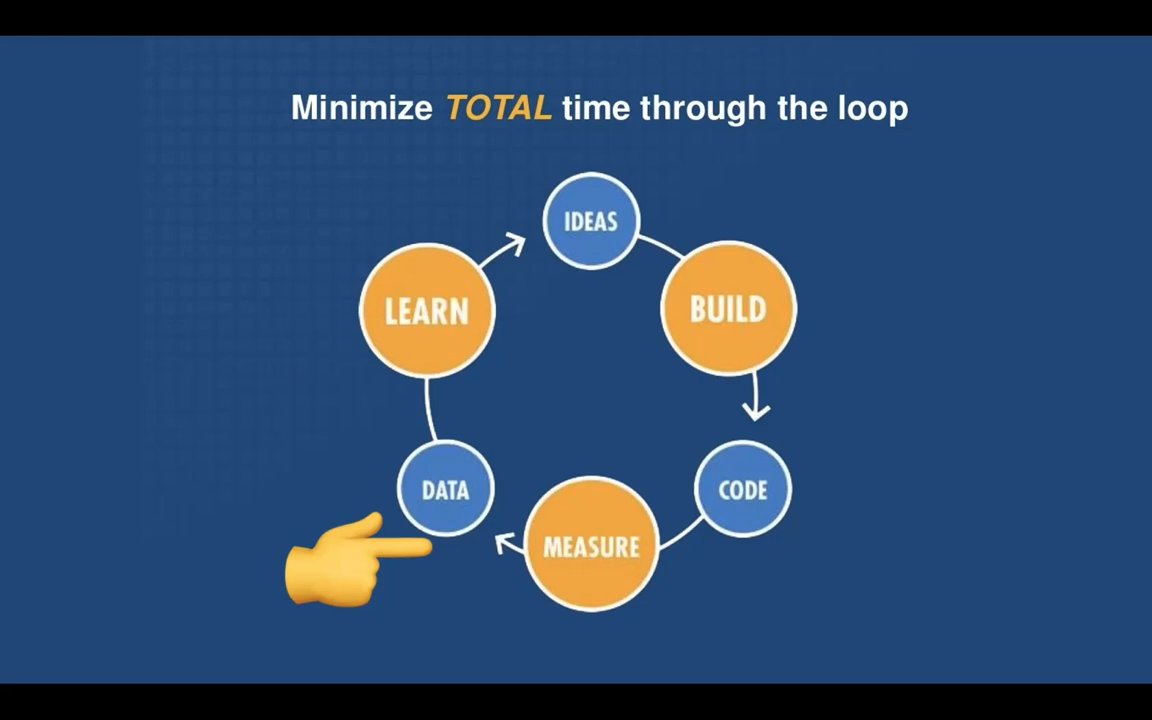 Minimize TOTAL time through the loop
IDEAS
BUILD
CODE
MEASURE
DATA
LEARN